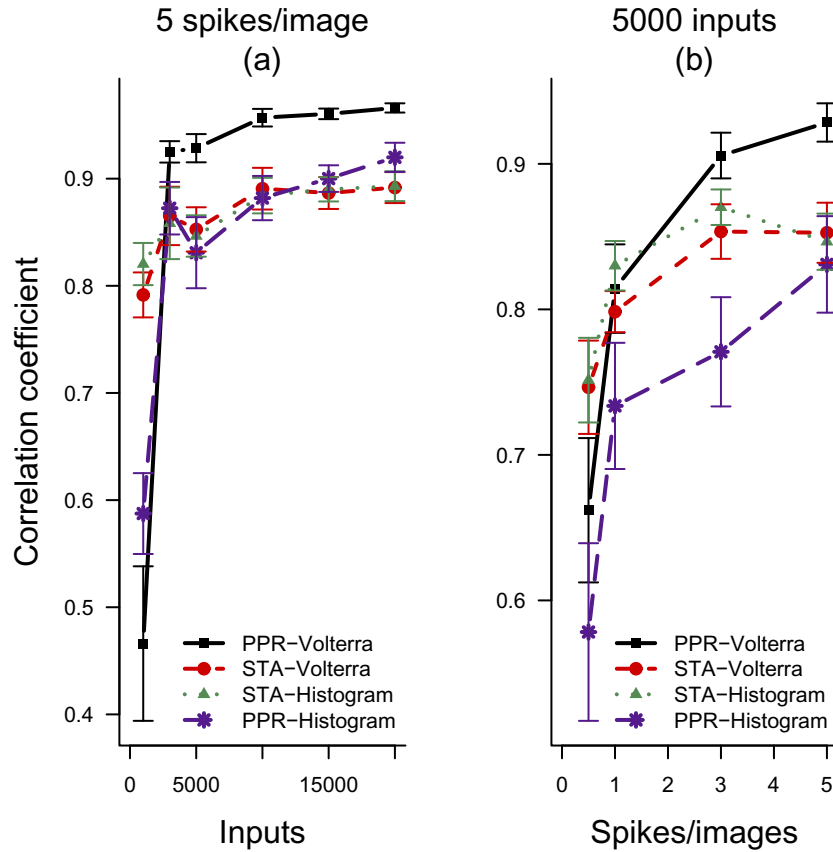 5 spikes/image
(a)
Correlation coefficient
0.9
0.8
0.7
0.6
0.5
0.4
PPR−Volterra
STA−Volterra
STA−Histogram
PPR−Histogram
0 5000 15000
Inputs
5000 inputs
(b)
0.9
0.8
0.7
0.6
PPR−Volterra
STA−Volterra
STA−Histogram
PPR−Histogram
0 1 2 3 4 5
Spikes/images